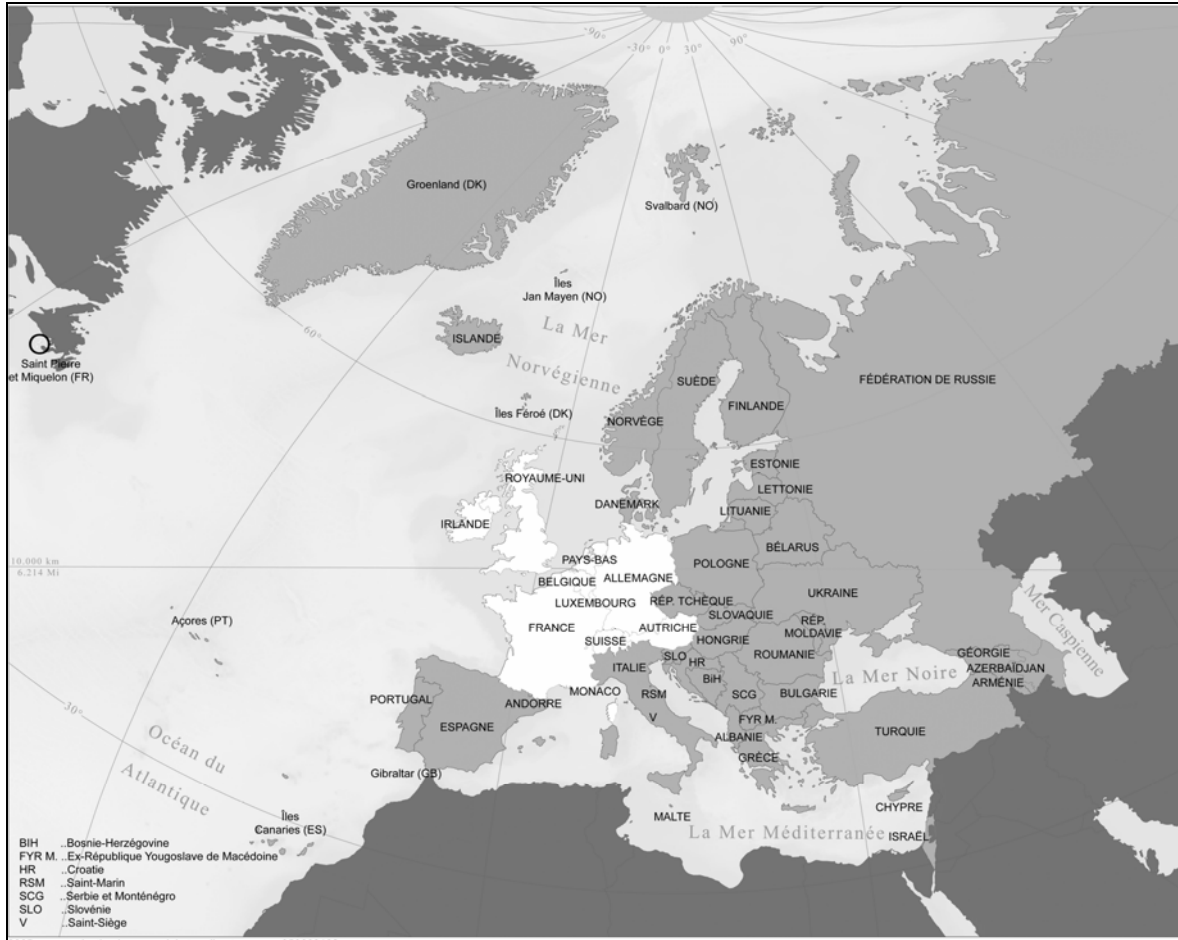 -90°
-30° 0° 30°
90°
Groenland (DK)
Svalbard (NO)
Îles
Jan Mayen (NO)
La Mer
Norvégienne
60°
ISLANDE
Saint Pierre
et Miquelon (FR)
SUÈDE
FÉDÉRATION DE RUSSIE
FINLANDE
Îles Féroé (DK)
NORVÈGE
ESTONIE
ROYAUME-UNI
LETTONIE
DANEMARK
LITUANIE
IRLANDE
BÉLARUS
10,000 km
6,214 Mi
PAYS-BAS
POLOGNE
BELGIQUE
ALLEMAGNE
UKRAINE
LUXEMBOURG
RÉP. TCHÈQUE
SLOVAQUIE
Açores (PT)
FRANCE
AUTRICHE
RÉP.
MOLDAVIE
SUISSE
HONGRIE
Mer Caspienne
SLO
HR
ROUMANIE
GÉORGIE
ITALIE
AZERBAÏDJAN
La Mer Noire
BiH
ARMÉNIE
PORTUGAL
ANDORRE
MONACO
RSM
SCG
BULGARIE
30°
ESPAGNE
V
FYR M.
TURQUIE
ALBANIE
Océan du
Atlantique
GRÈCE
Gibraltar (GB)
CHYPRE
Îles
Canaries (ES)
MALTE
La Mer Méditerranée
ISRAËL
BIH ..Bosnie-Herzégovine
FYR M. ..Ex-République Yougoslave de Macédoine
HR ..Croatie
RSM ..Saint-Marin
SCG ..Serbie et Monténégro
SLO ..Slovénie
V ..Saint-Siège